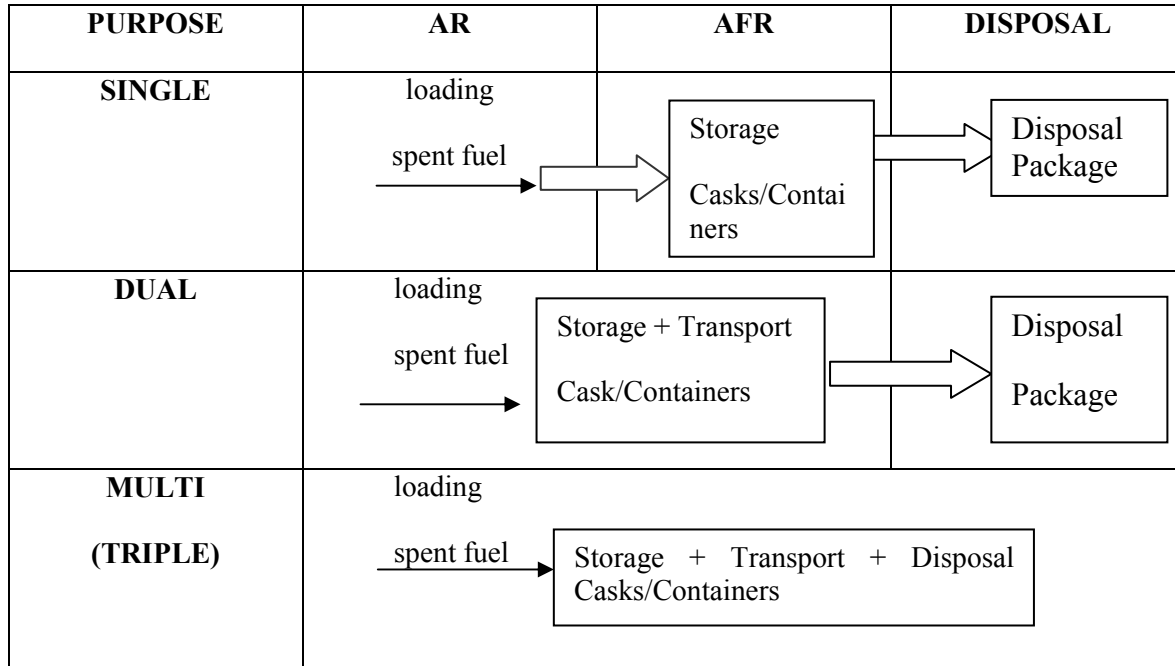 PURPOSE AR AFR DISPOSAL
SINGLE
loading
spent fuel
Storage
Casks/Contai
ners
Disposal
Package
DUAL
loading
spent fuel
Storage + Transport
Cask/Containers
Disposal
Package
MULTI
(TRIPLE)
loading
spent fuel
Storage + Transport + Disposal
Casks/Containers